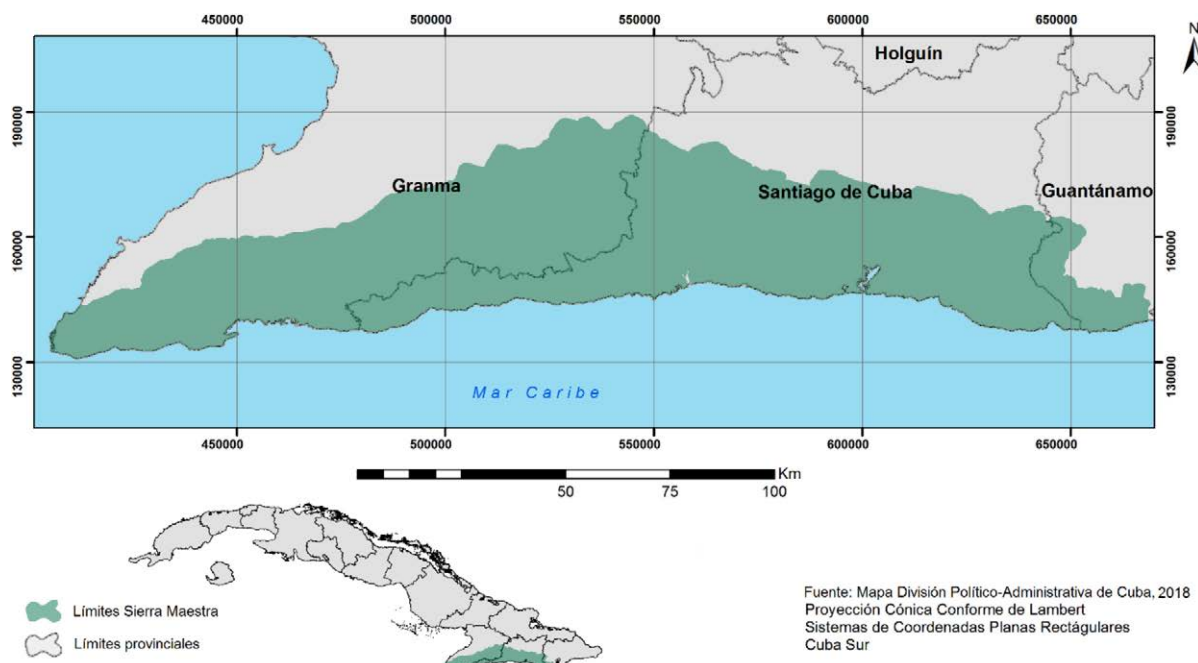 450000 500000 550000 600000 650000
N
Holguín
190000 190000
Granma
Santiago de Cuba
Guantánamo
160000 160000
130000 130000
Mar Caribe
450000 500000 550000 600000 650000
Km
50 75 100
Límites Sierra Maestra
Límites provinciales
Fuente: Mapa División Político-Administrativa de Cuba, 2018
Proyección Cónica Conforme de Lambert
Sistemas de Coordenadas Planas Rectágulares
Cuba Sur